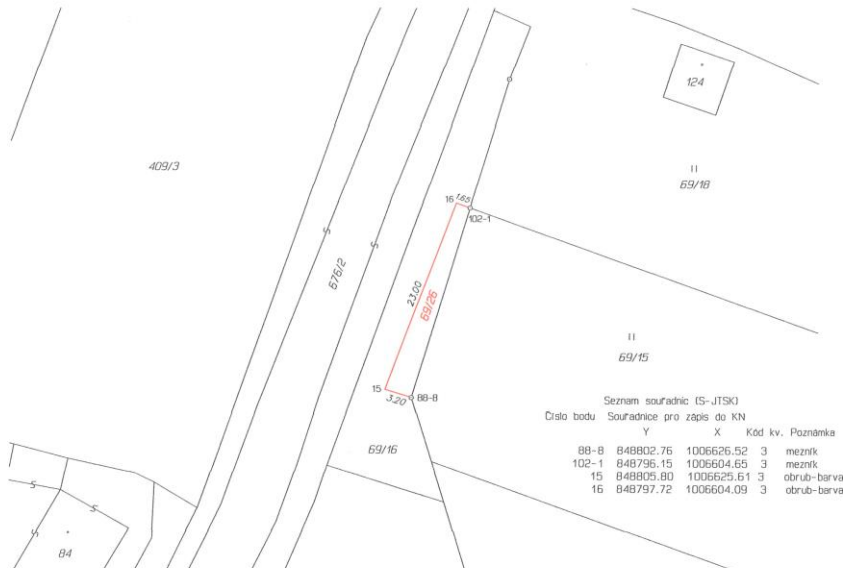 124
II
69/18
409/3
16 1.65
102-1
676/2
23.00
69/26
II
69/15
15
3.20
88-8
69/16
84
Seznam souřadnic (S-JTSK)
Číslo bodu Souřadnice pro zápis do KN
Y X Kód kv. Poznámka
88-8 848802.76 1006626.52 3 mezník
102-1 848796.15 1006604.65 3 mezník
15 848805.80 1006625.61 3 obrub-barva
16 848797.72 1006604.09 3 obrub-barva